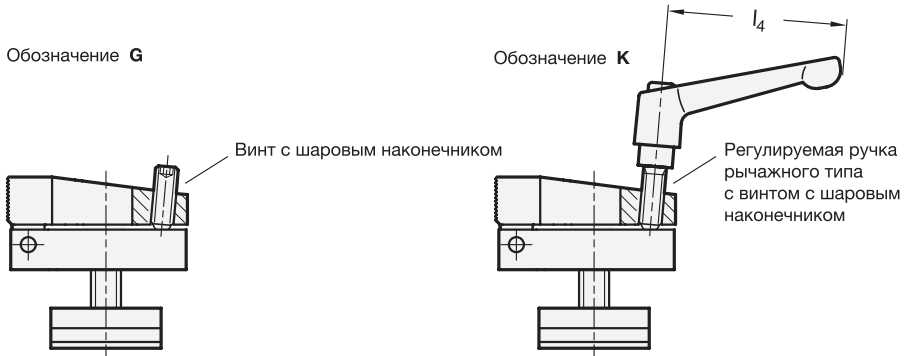 Обозначение G
Винт с шаровым наконечником
Обозначение K
l4
Регулируемая ручка
рычажного типа
с винтом с шаровым
наконечником